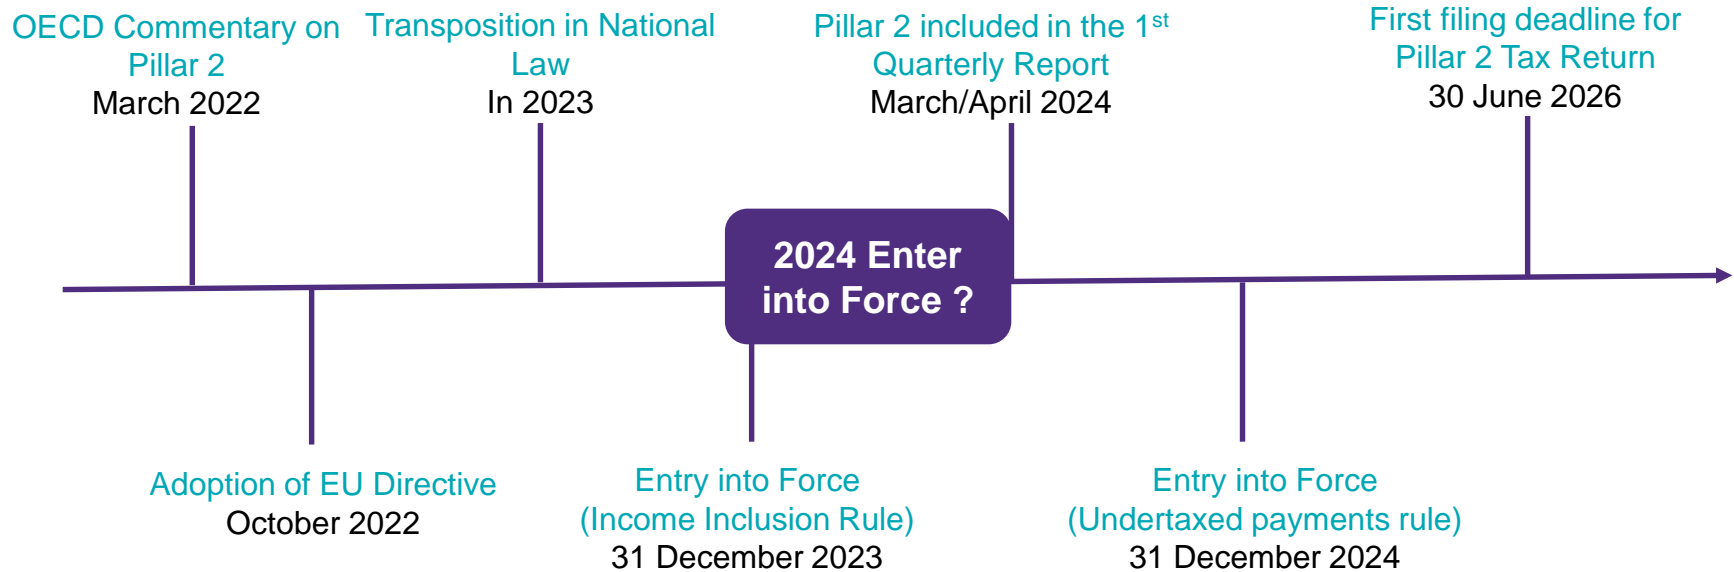 OECD Commentary on
Pillar 2
March 2022
Transposition in National
Law
In 2023
Pillar 2 included in the 1st
Quarterly Report
March/April 2024
First filing deadline for
Pillar 2 Tax Return
30 June 2026
2024 Enter
into Force ?
Adoption of EU Directive
October 2022
Entry into Force
(Income Inclusion Rule)
31 December 2023
Entry into Force
(Undertaxed payments rule)
31 December 2024